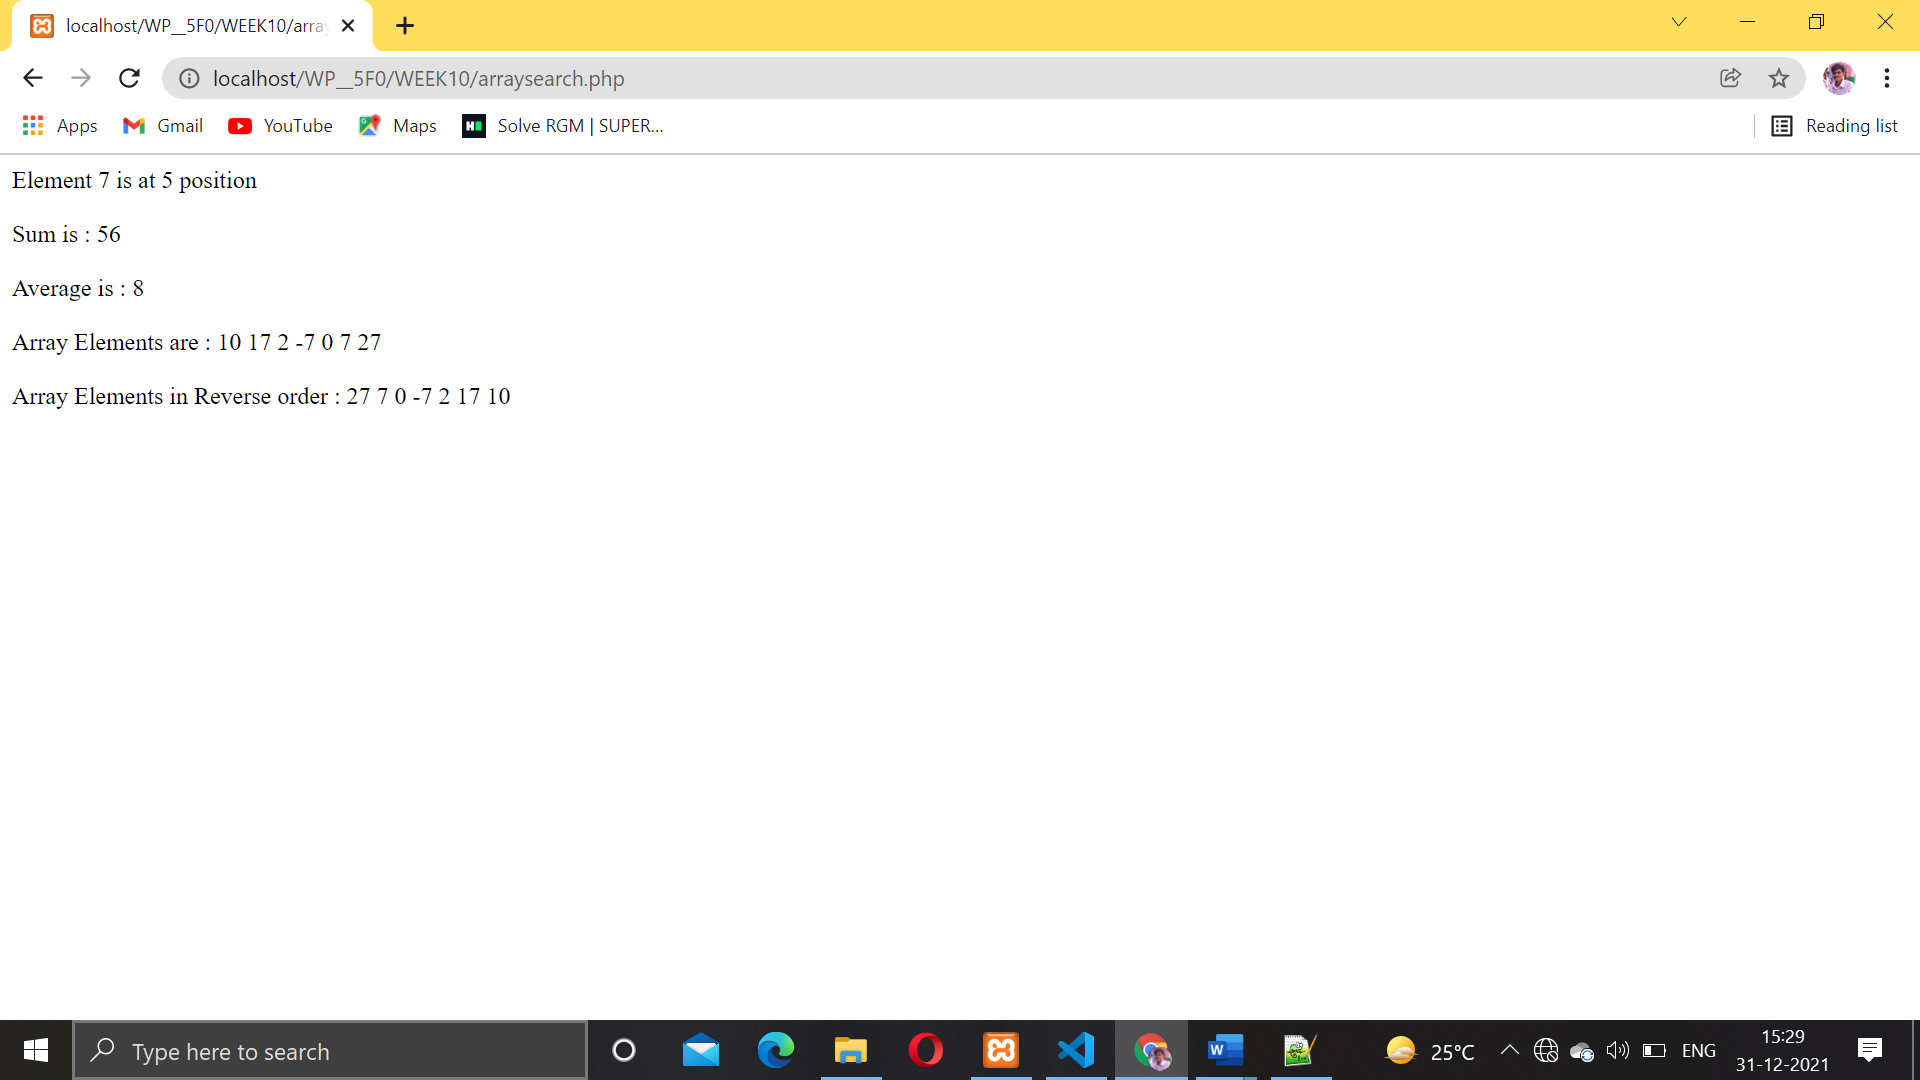 localhost/WP__5F0/WEEK10/arra
localhost/WP__5F0/WEEK10/arraysearch.php
Apps Gmail YouTube Maps Solve RGM | SUPER... Reading list
Element 7 is at 5 position
Sum is : 56
Average is : 8
Array Elements are : 10 17 2 -7 0 7 27
Array Elements in Reverse order : 27 7 0 -7 2 17 10
Type here to search 25°C ENG 15:29
31-12-2021